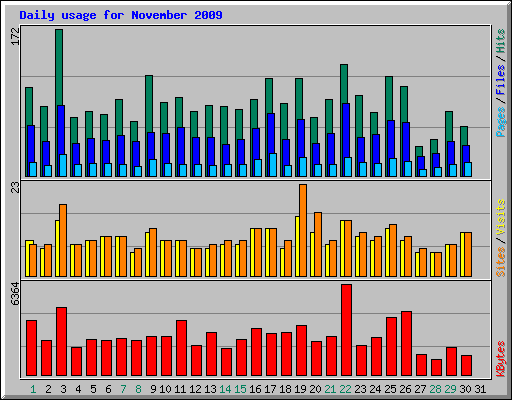 Daily usage for November 2009
172
Pages / Files / Hits
23
Sites / Visits
6364
KBytes
1 2 3 4 5 6 7 8 9 10 11 12 13 14 15 16 17 18 19 20 21 22 23 24 25 26 27 28 29 30 31